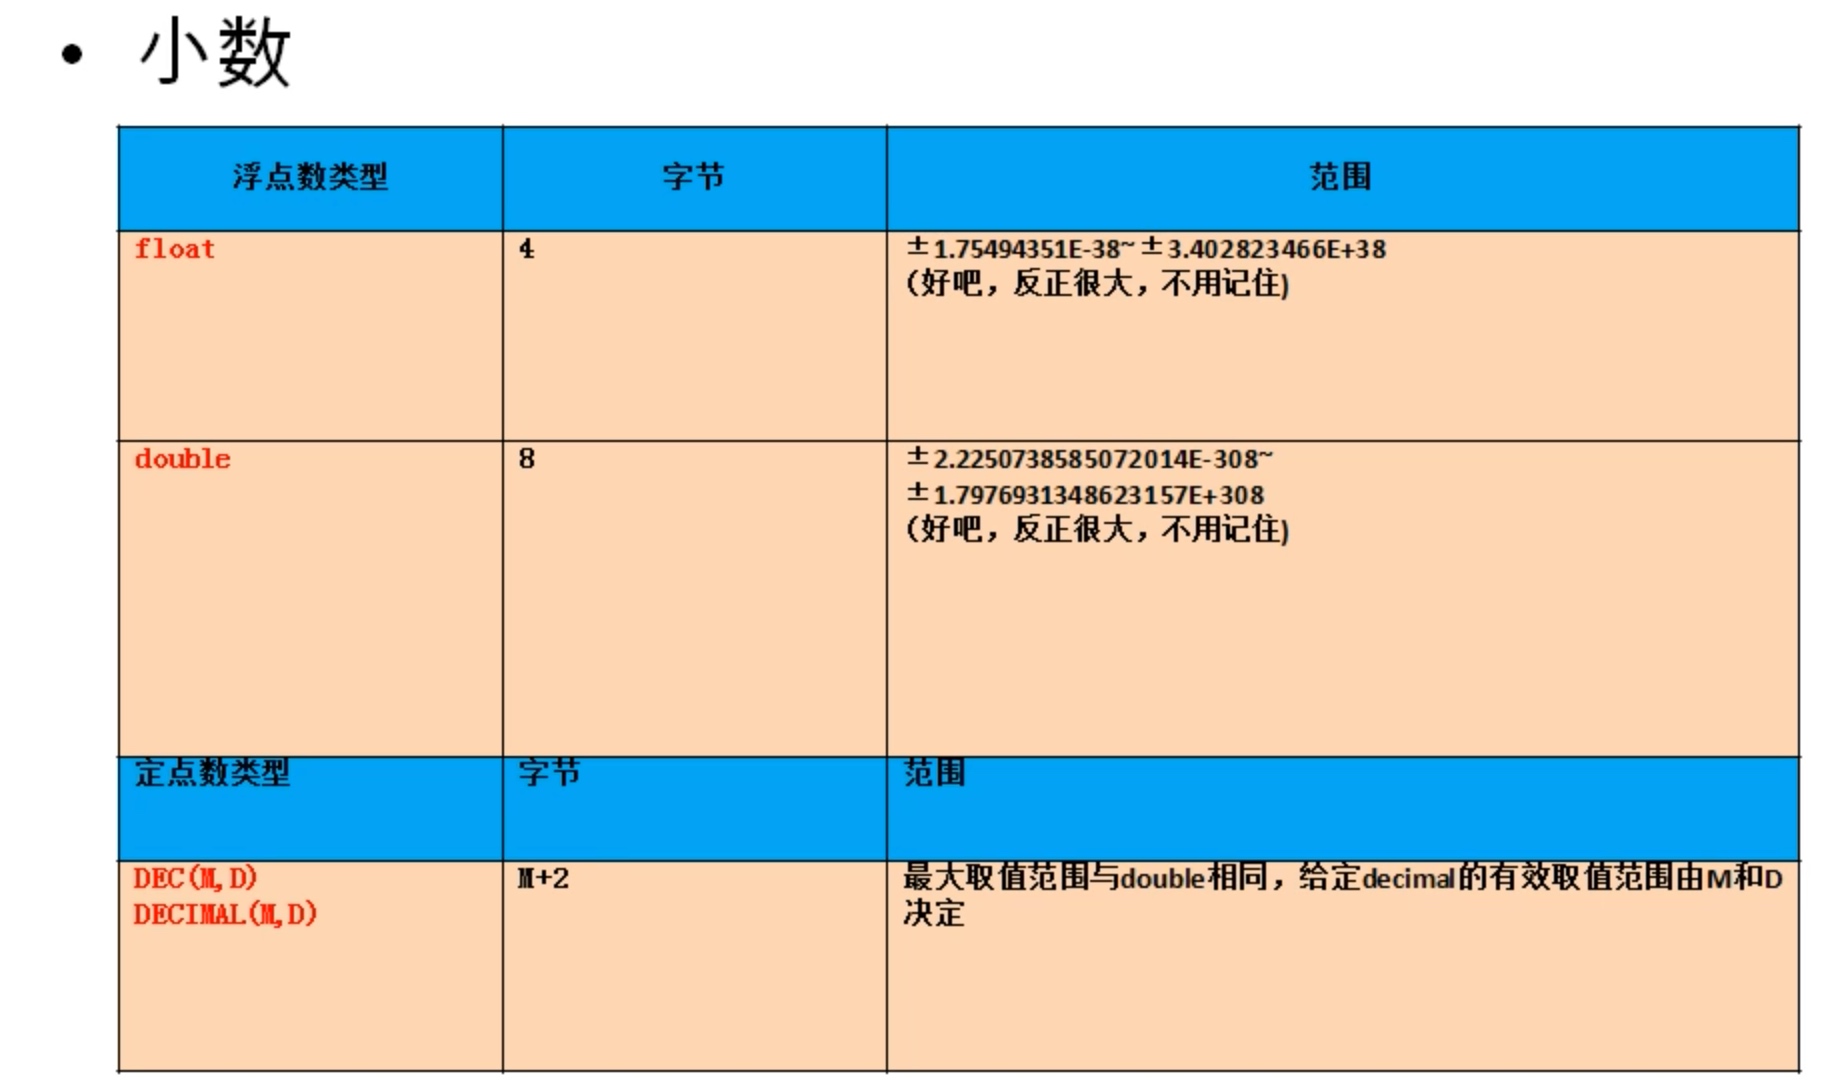 • 小数
浮点数类型 字节 范围
float 4 ±1.75494351E-38~±3.402823466E+38
(好吧，反正很大，不用记住)
double 8 ±2.2250738585072014E-308~
±1.7976931348623157E+308
(好吧，反正很大，不用记住)
定点数类型 字节 范围
DEC(M,D) M+2 最大取值范围与double相同，给定decimal的有效取值范围由M和D
DECIMAL(M,D) 决定